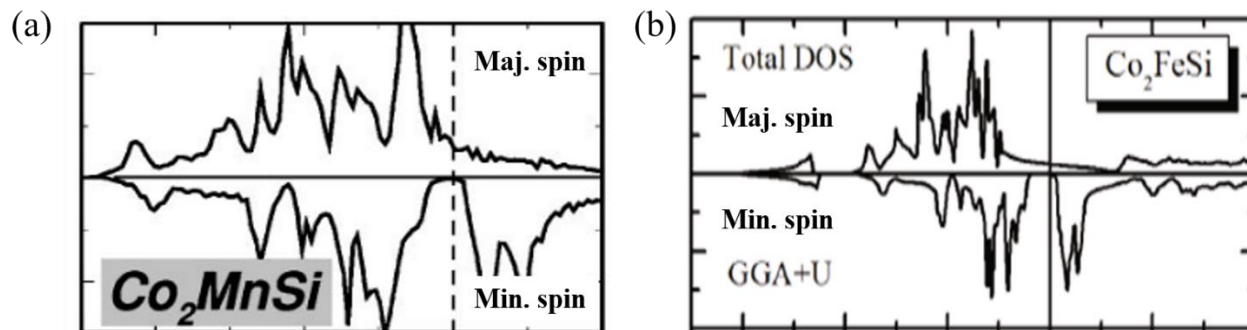 (a)
Maj. spin
Co₂MnSi
Min. spin
(b)
Total DOS
Co₂FeSi
Maj. spin
Min. spin
GGA+U